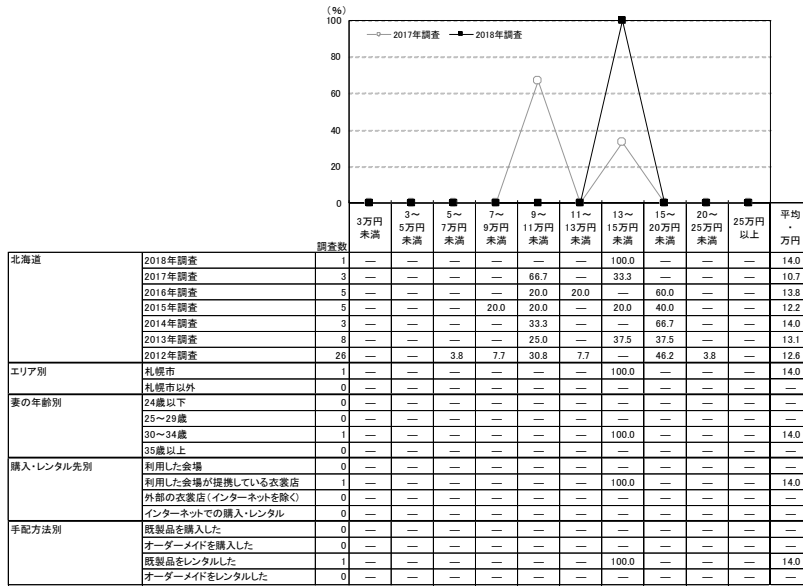 (%)
100
80
60
40
20
0
2017年調査 2018年調査
調査数 3万円未満 3～5万円未満 5～7万円未満 7～9万円未満 9～11万円未満 11～13万円未満 13～15万円未満 15～20万円未満 20～25万円未満 25万円以上 平均・万円
北海道 2018年調査 1 — — — — — — 100.0 — — — 14.0
2017年調査 3 — — — — 66.7 — 33.3 — — — 10.7
2016年調査 5 — — — — 20.0 20.0 — 60.0 — — 13.8
2015年調査 5 — — — 20.0 20.0 — 20.0 40.0 — — 12.2
2014年調査 3 — — — — 33.3 — — 66.7 — — 14.0
2013年調査 8 — — — — 25.0 — 37.5 37.5 — — 13.1
2012年調査 26 — — 3.8 7.7 30.8 7.7 — 46.2 3.8 — 12.6
エリア別 札幌市 1 — — — — — — 100.0 — — — 14.0
札幌市以外 0 — — — — — — — — — — —
妻の年齢別 24歳以下 0 — — — — — — — — — — —
25～29歳 0 — — — — — — — — — — —
30～34歳 1 — — — — — — 100.0 — — — 14.0
35歳以上 0 — — — — — — — — — — —
購入・レンタル先別 利用した会場 0 — — — — — — — — — — —
利用した会場が提携している衣裳店 1 — — — — — — 100.0 — — — 14.0
外部の衣裳店(インターネットを除く) 0 — — — — — — — — — — —
インターネットでの購入・レンタル 0 — — — — — — — — — — —
手配方法別 既製品を購入した 0 — — — — — — — — — — —
オーダーメイドを購入した 0 — — — — — — — — — — —
既製品をレンタルした 1 — — — — — — 100.0 — — — 14.0
オーダーメイドをレンタルした 0 — — — — — — — — — — —